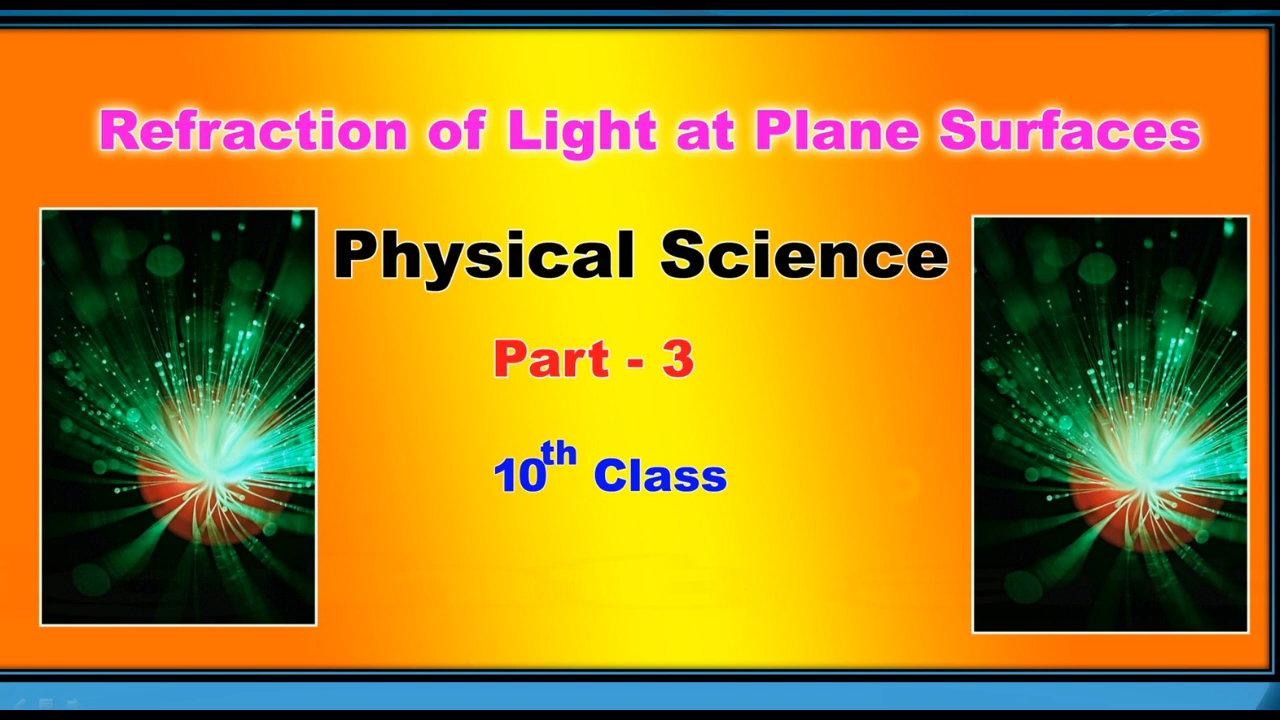 Refraction of Light at Plane Surfaces
Physical Science
Part - 3
10th Class